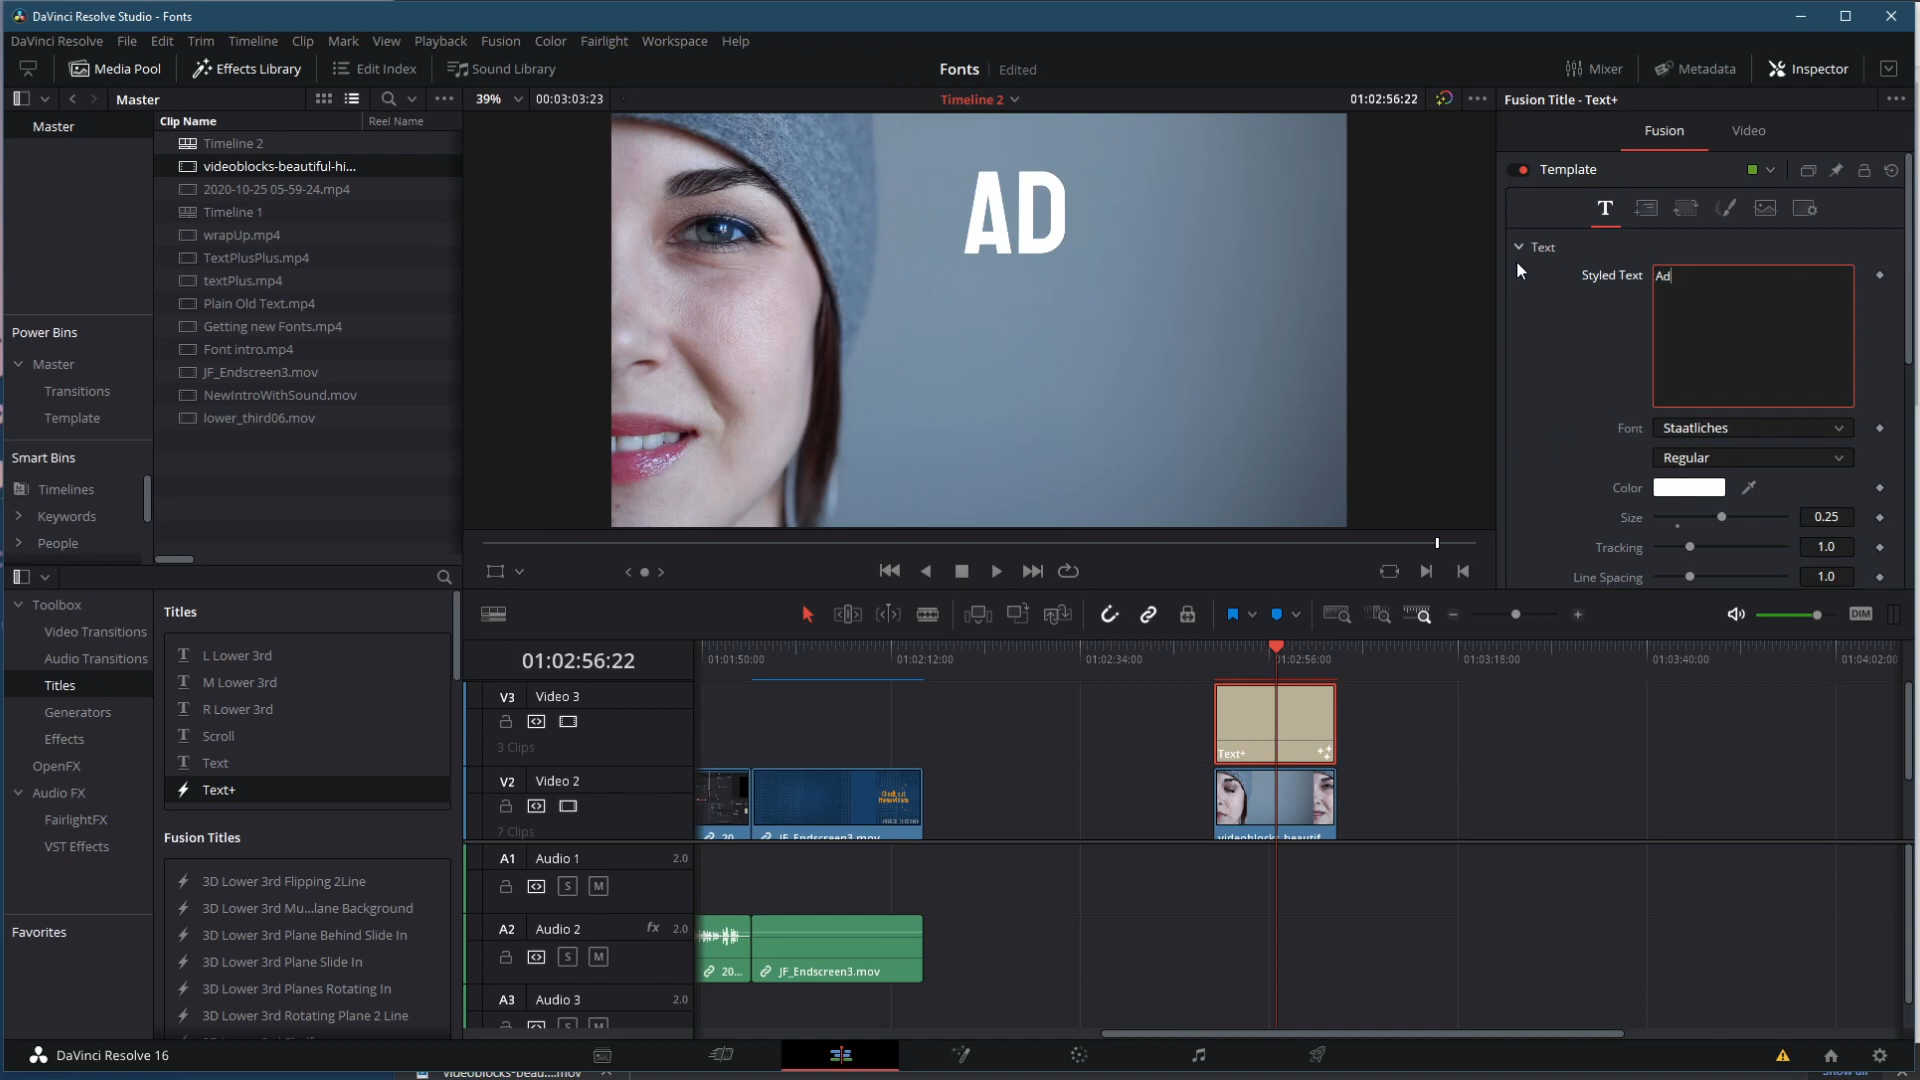 DaVinci Resolve Studio - Fonts
DaVinci Resolve File Edit Trim Timeline Clip Mark View Playback Fusion Color Fairlight Workspace Help
Media Pool Effects Library Edit Index Sound Library Fonts Edited Mixer Metadata Inspector
Master 39% 00:03:03:23 Timeline 2 01:02:56:22 Fusion Title - Text+
Master
Clip Name Reel Name
Timeline 2
videoblocks-beautiful-hi...
2020-10-25 05-59-24.mp4
Timeline 1
wrapUp.mp4
TextPlusPlus.mp4
textPlus.mp4
Plain Old Text.mp4
Getting new Fonts.mp4
Font intro.mp4
JF_Endscreen3.mov
NewIntroWithSound.mov
lower_third06.mov
Power Bins
Master
Transitions
Template
Smart Bins
Timelines
Keywords
People
AD
Fusion Video
Template
T
Text
Styled Text Ad
Font Staatliches
Regular
Color
Size 0.25
Tracking 1.0
Line Spacing 1.0
Toolbox
Video Transitions
Audio Transitions
Titles
Generators
Effects
OpenFX
Audio FX
FairlightFX
VST Effects
Favorites
Titles
T L Lower 3rd
T M Lower 3rd
T R Lower 3rd
T Scroll
T Text
Text+
Fusion Titles
3D Lower 3rd Flipping 2Line
3D Lower 3rd Mu...lane Background
3D Lower 3rd Plane Behind Slide In
3D Lower 3rd Plane Slide In
3D Lower 3rd Planes Rotating In
3D Lower 3rd Rotating Plane 2 Line
DIM
01:02:56:22 01:01:50:00 01:02:12:00 01:02:34:00 01:02:56:00 01:03:18:00 01:03:40:00 01:04:02:00
V3 Video 3
3 Clips
Text+
V2 Video 2
7 Clips
20 JF_Endscreen3.mov videoblocks-beautif...
A1 Audio 1 2.0
S M
A2 Audio 2 fx 2.0
S M
20... JF_Endscreen3.mov
A3 Audio 3 2.0
S M
DaVinci Resolve 16
videoblocks-beau....mov
Show all